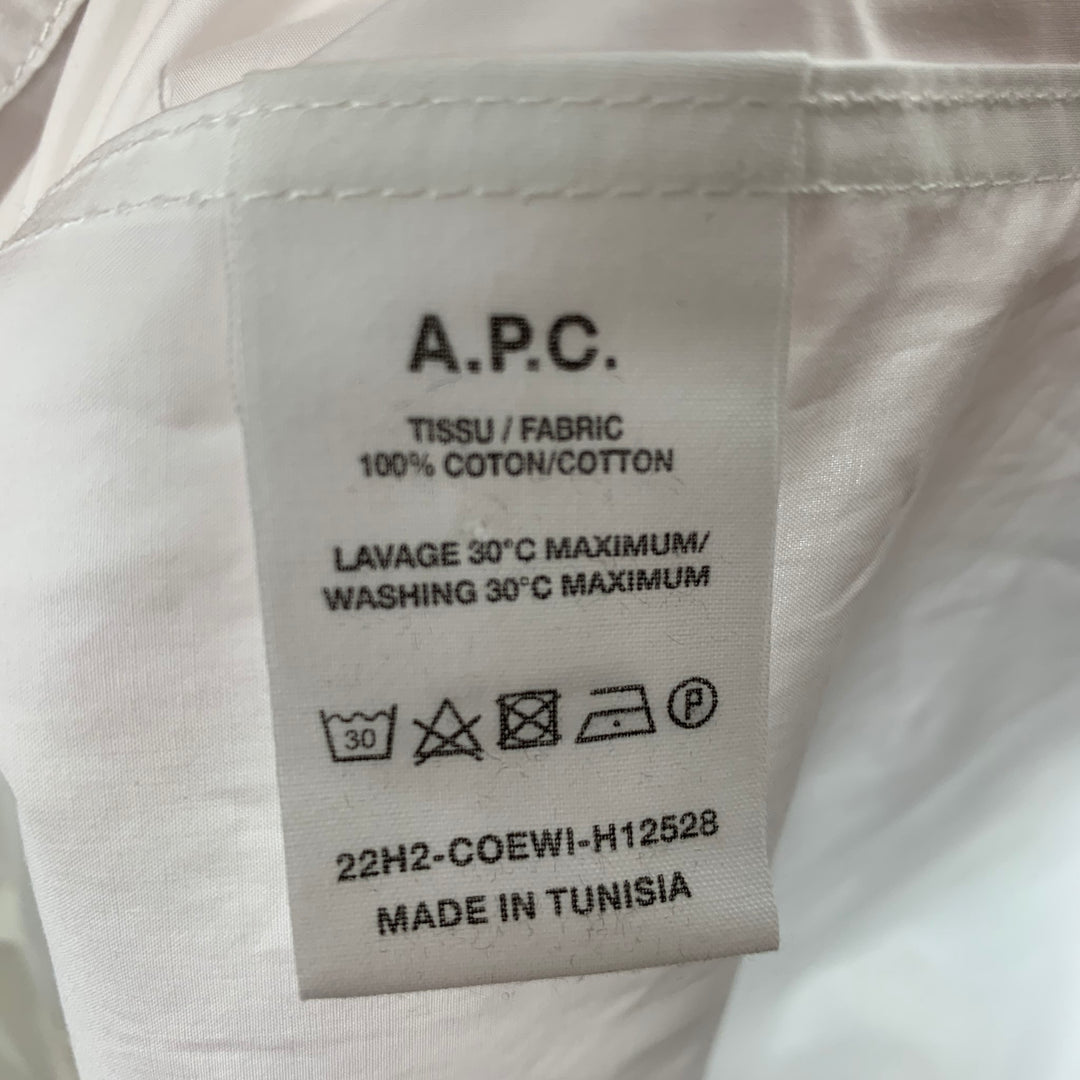 A.P.C.
TISSU / FABRIC
100% COTON/COTTON
LAVAGE 30°C MAXIMUM/
WASHING 30°C MAXIMUM
30 P
22H2-COEWI-H12528
MADE IN TUNISIA